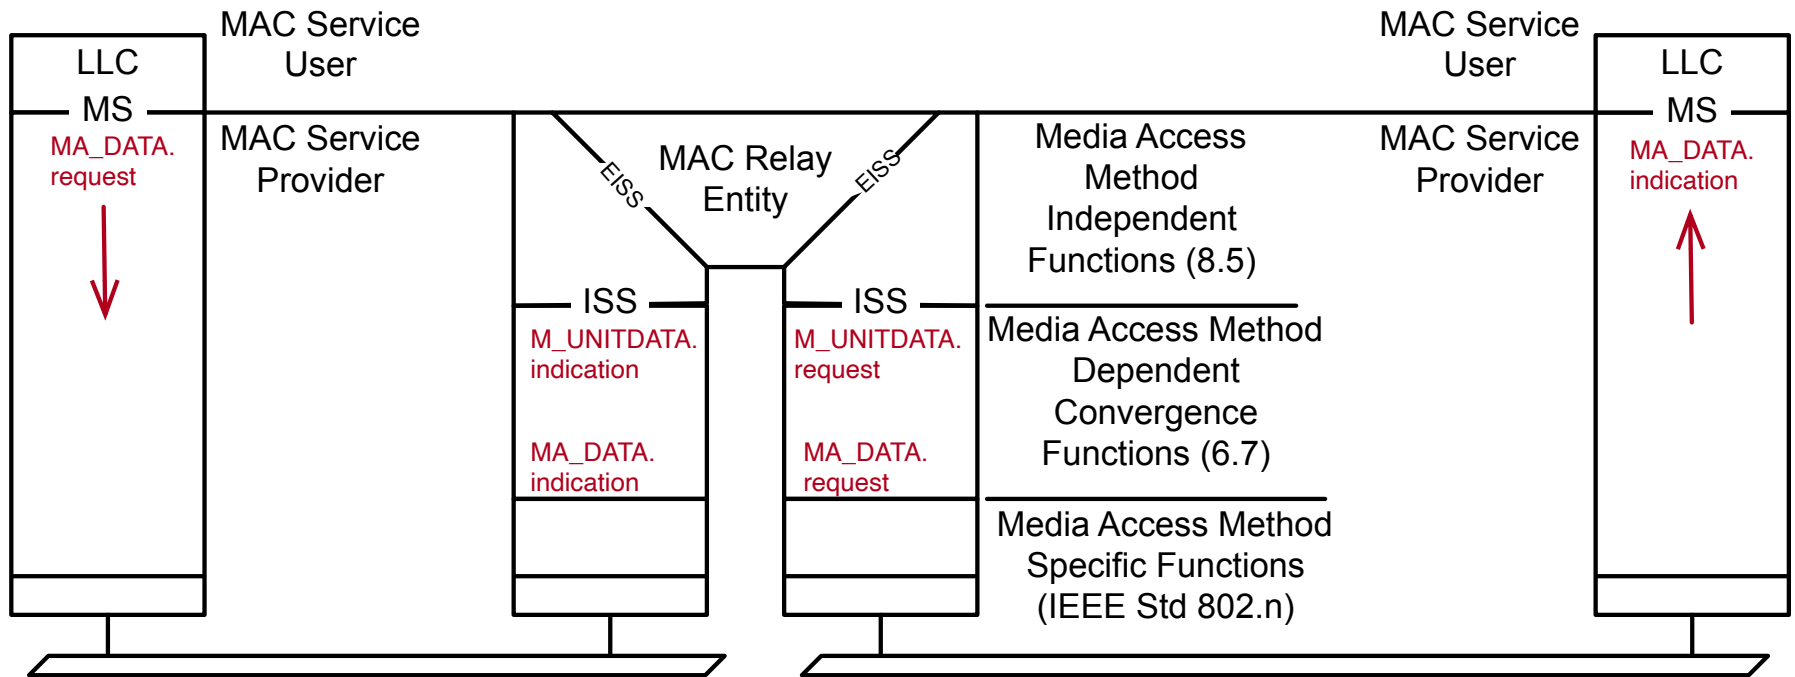 LLC
MS
MA_DATA.
request
MAC Service
User
MAC Service
Provider
EISS
MAC Relay
Entity
EISS
ISS
M_UNITDATA.
indication
MA_DATA.
indication
ISS
M_UNITDATA.
request
MA_DATA.
request
Media Access
Method
Independent
Functions (8.5)
Media Access Method
Dependent
Convergence
Functions (6.7)
Media Access Method
Specific Functions
(IEEE Std 802.n)
MAC Service
User
MAC Service
Provider
LLC
MS
MA_DATA.
indication